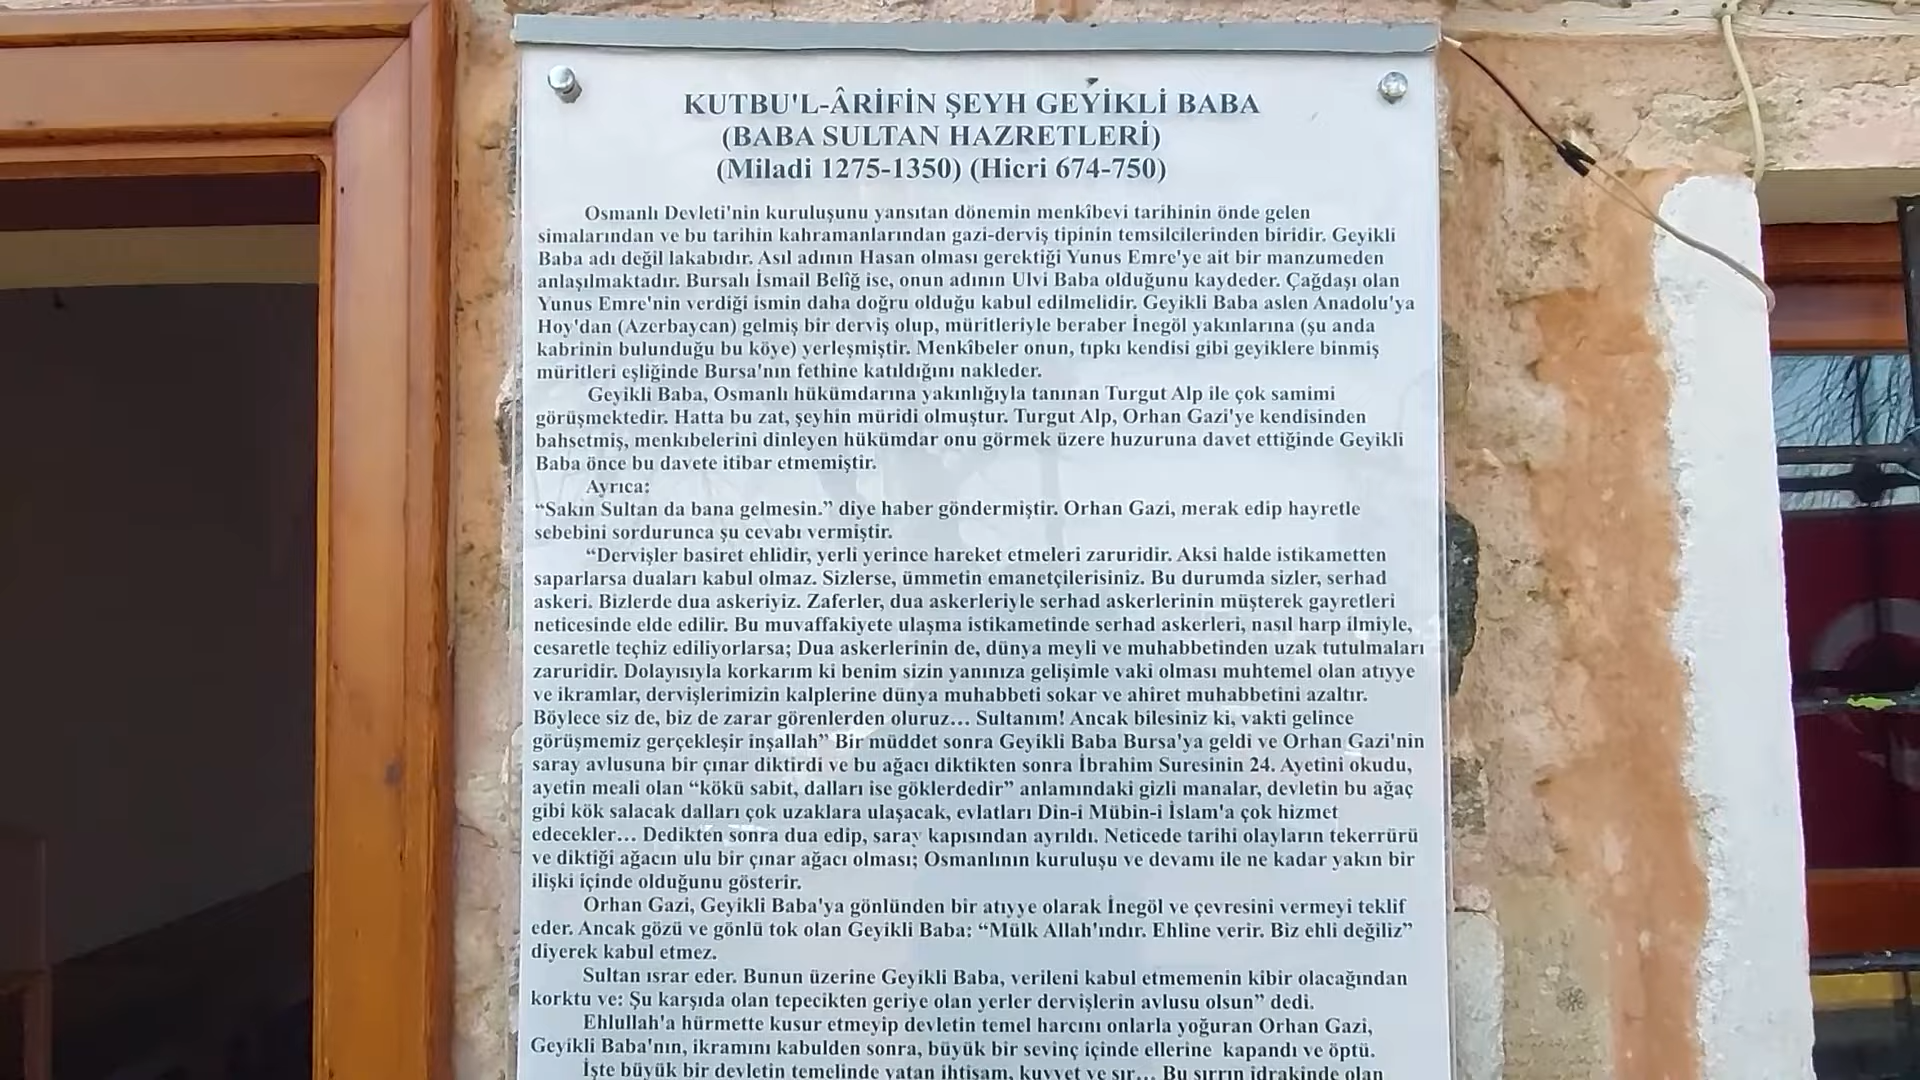 KUTBU'L-ÂRİFİN ŞEYH GEYİKLİ BABA
(BABA SULTAN HAZRETLERİ)
(Miladi 1275-1350) (Hicri 674-750)
Osmanlı Devleti'nin kuruluşunu yansıtan dönemin menkîbevi tarihinin önde gelen
simalarından ve bu tarihin kahramanlarından gazi-derviş tipinin temsilcilerinden biridir. Geyikli
Baba adı değil lakabıdır. Asıl adının Hasan olması gerektiği Yunus Emre'ye ait bir manzumeden
anlaşılmaktadır. Bursalı İsmail Belîğ ise, onun adının Ulvi Baba olduğunu kaydeder. Çağdaşı olan
Yunus Emre'nin verdiği ismin daha doğru olduğu kabul edilmelidir. Geyikli Baba aslen Anadolu'ya
Hoy'dan (Azerbaycan) gelmiş bir derviş olup, müritleriyle beraber İnegöl yakınlarına (şu anda
kabrinin bulunduğu bu köye) yerleşmiştir. Menkîbeler onun, tıpkı kendisi gibi geyiklere binmiş
müritleri eşliğinde Bursa'nın fethine katıldığını nakleder.
Geyikli Baba, Osmanlı hükümdarına yakınlığıyla tanınan Turgut Alp ile çok samimi
görüşmektedir. Hatta bu zat, şeyhin müridi olmuştur. Turgut Alp, Orhan Gazi'ye kendisinden
bahsetmiş, menkıbelerini dinleyen hükümdar onu görmek üzere huzuruna davet ettiğinde Geyikli
Baba önce bu davete itibar etmemiştir.
Ayrıca:
“Sakın Sultan da bana gelmesin.” diye haber göndermiştir. Orhan Gazi, merak edip hayretle
sebebini sordurunca şu cevabı vermiştir.
“Dervişler basiret ehlidir, yerli yerince hareket etmeleri zaruridir. Aksi halde istikametten
saparlarsa duaları kabul olmaz. Sizlerse, ümmetin emanetçilerisiniz. Bu durumda sizler, serhad
askeri. Bizlerde dua askeriyiz. Zaferler, dua askerleriyle serhad askerlerinin müşterek gayretleri
neticesinde elde edilir. Bu muvaffakiyete ulaşma istikametinde serhad askerleri, nasıl harp ilmiyle,
cesaretle teçhiz ediliyorlarsa; Dua askerlerinin de, dünya meyli ve muhabbetinden uzak tutulmaları
zaruridir. Dolayısıyla korkarım ki benim sizin yanınıza gelişimle vaki olması muhtemel olan atıyye
ve ikramlar, dervişlerimizin kalplerine dünya muhabbeti sokar ve ahiret muhabbetini azaltır.
Böylece siz de, biz de zarar görenlerden oluruz... Sultanım! Ancak bilesiniz ki, vakti gelince
görüşmemiz gerçekleşir inşallah” Bir müddet sonra Geyikli Baba Bursa'ya geldi ve Orhan Gazi'nin
saray avlusuna bir çınar diktirdi ve bu ağacı diktikten sonra İbrahim Suresinin 24. Ayetini okudu,
ayetin meali olan “kökü sabit, dalları ise göklerdedir” anlamındaki gizli manalar, devletin bu ağaç
gibi kök salacak dalları çok uzaklara ulaşacak, evlatları Din-i Mübin-i İslam'a çok hizmet
edecekler... Dedikten sonra dua edip, saray kapısından ayrıldı. Neticede tarihi olayların tekerrürü
ve diktiği ağacın ulu bir çınar ağacı olması; Osmanlının kuruluşu ve devamı ile ne kadar yakın bir
ilişki içinde olduğunu gösterir.
Orhan Gazi, Geyikli Baba'ya gönlünden bir atıyye olarak İnegöl ve çevresini vermeyi teklif
eder. Ancak gözü ve gönlü tok olan Geyikli Baba: “Mülk Allah'ındır. Ehline verir. Biz ehli değiliz”
diyerek kabul etmez.
Sultan ısrar eder. Bunun üzerine Geyikli Baba, verileni kabul etmemenin kibir olacağından
korktu ve: Şu karşıda olan tepecikten geriye olan yerler dervişlerin avlusu olsun” dedi.
Ehlullah'a hürmette kusur etmeyip devletin temel harcını onlarla yoğuran Orhan Gazi,
Geyikli Baba'nın, ikramını kabulden sonra, büyük bir sevinç içinde ellerine kapandı ve öptü.
İşte büyük bir devletin temelinde yatan ihtişam, kuvvet ve sır... Bu sırrın idrakinde olan